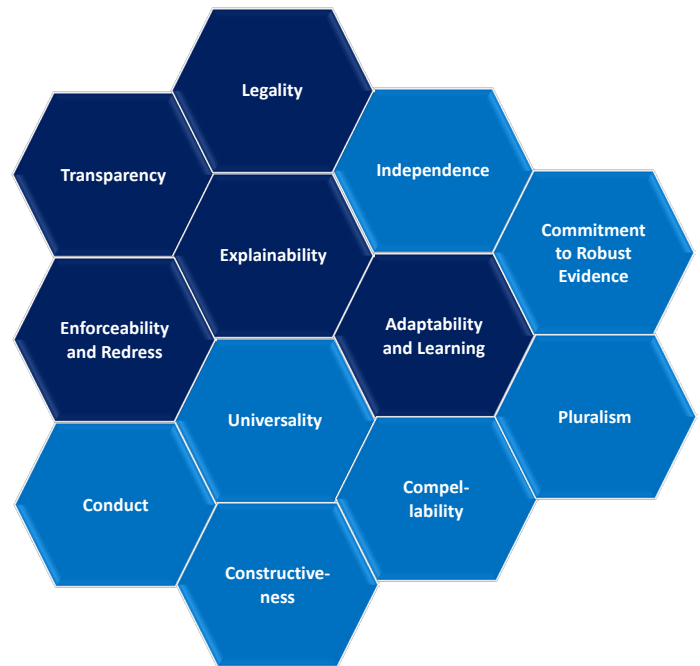 Legality
Transparency
Independence
Explainability
Commitment
to Robust
Evidence
Enforceability
and Redress
Adaptability
and Learning
Universality
Pluralism
Conduct
Compel-
lability
Constructive-
ness